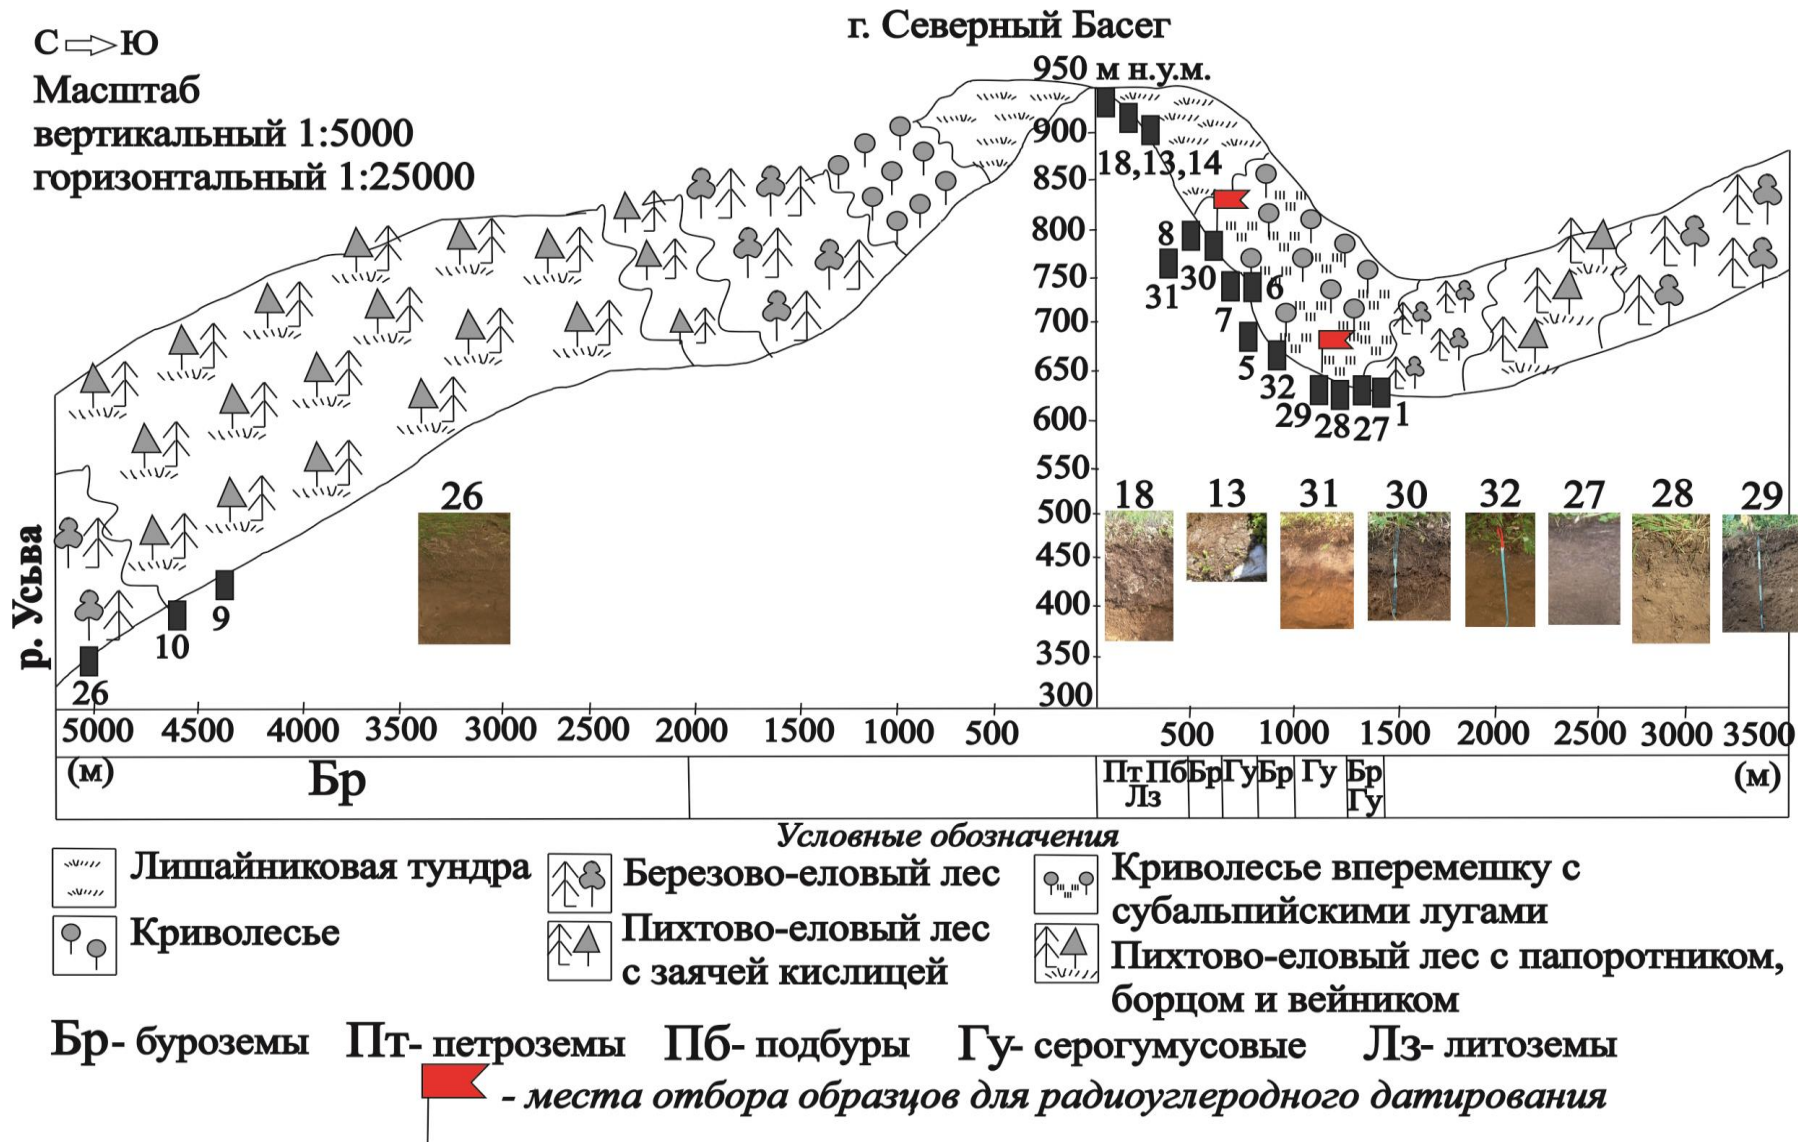 г. Северный Басег
С Ю
Масштаб
вертикальный 1:5000
горизонтальный 1:25000
950 м н.у.м.
900
850
800
750
700
650
600
550
500
450
400
350
300
18,13,14
8
30
31
6
7
5
32
29
28
27
1
26
18 13 31 30 32 27 28 29
р. Усьва
9
10
26
5000 4500 4000 3500 3000 2500 2000 1500 1000 500 500 1000 1500 2000 2500 3000 3500
(м) Бр Пт Пб Бр Гу Бр Гу Бр (м)
Лз Гу
Условные обозначения
Лишайниковая тундра
Криволесье
Березово-еловый лес
Пихтово-еловый лес
с заячей кислицей
Криволесье вперемешку с
субальпийскими лугами
Пихтово-еловый лес с папоротником,
борцом и вейником
Бр- буроземы Пт- петроземы Пб- подбуры Гу- серогумусовые Лз- литоземы
- места отбора образцов для радиоуглеродного датирования